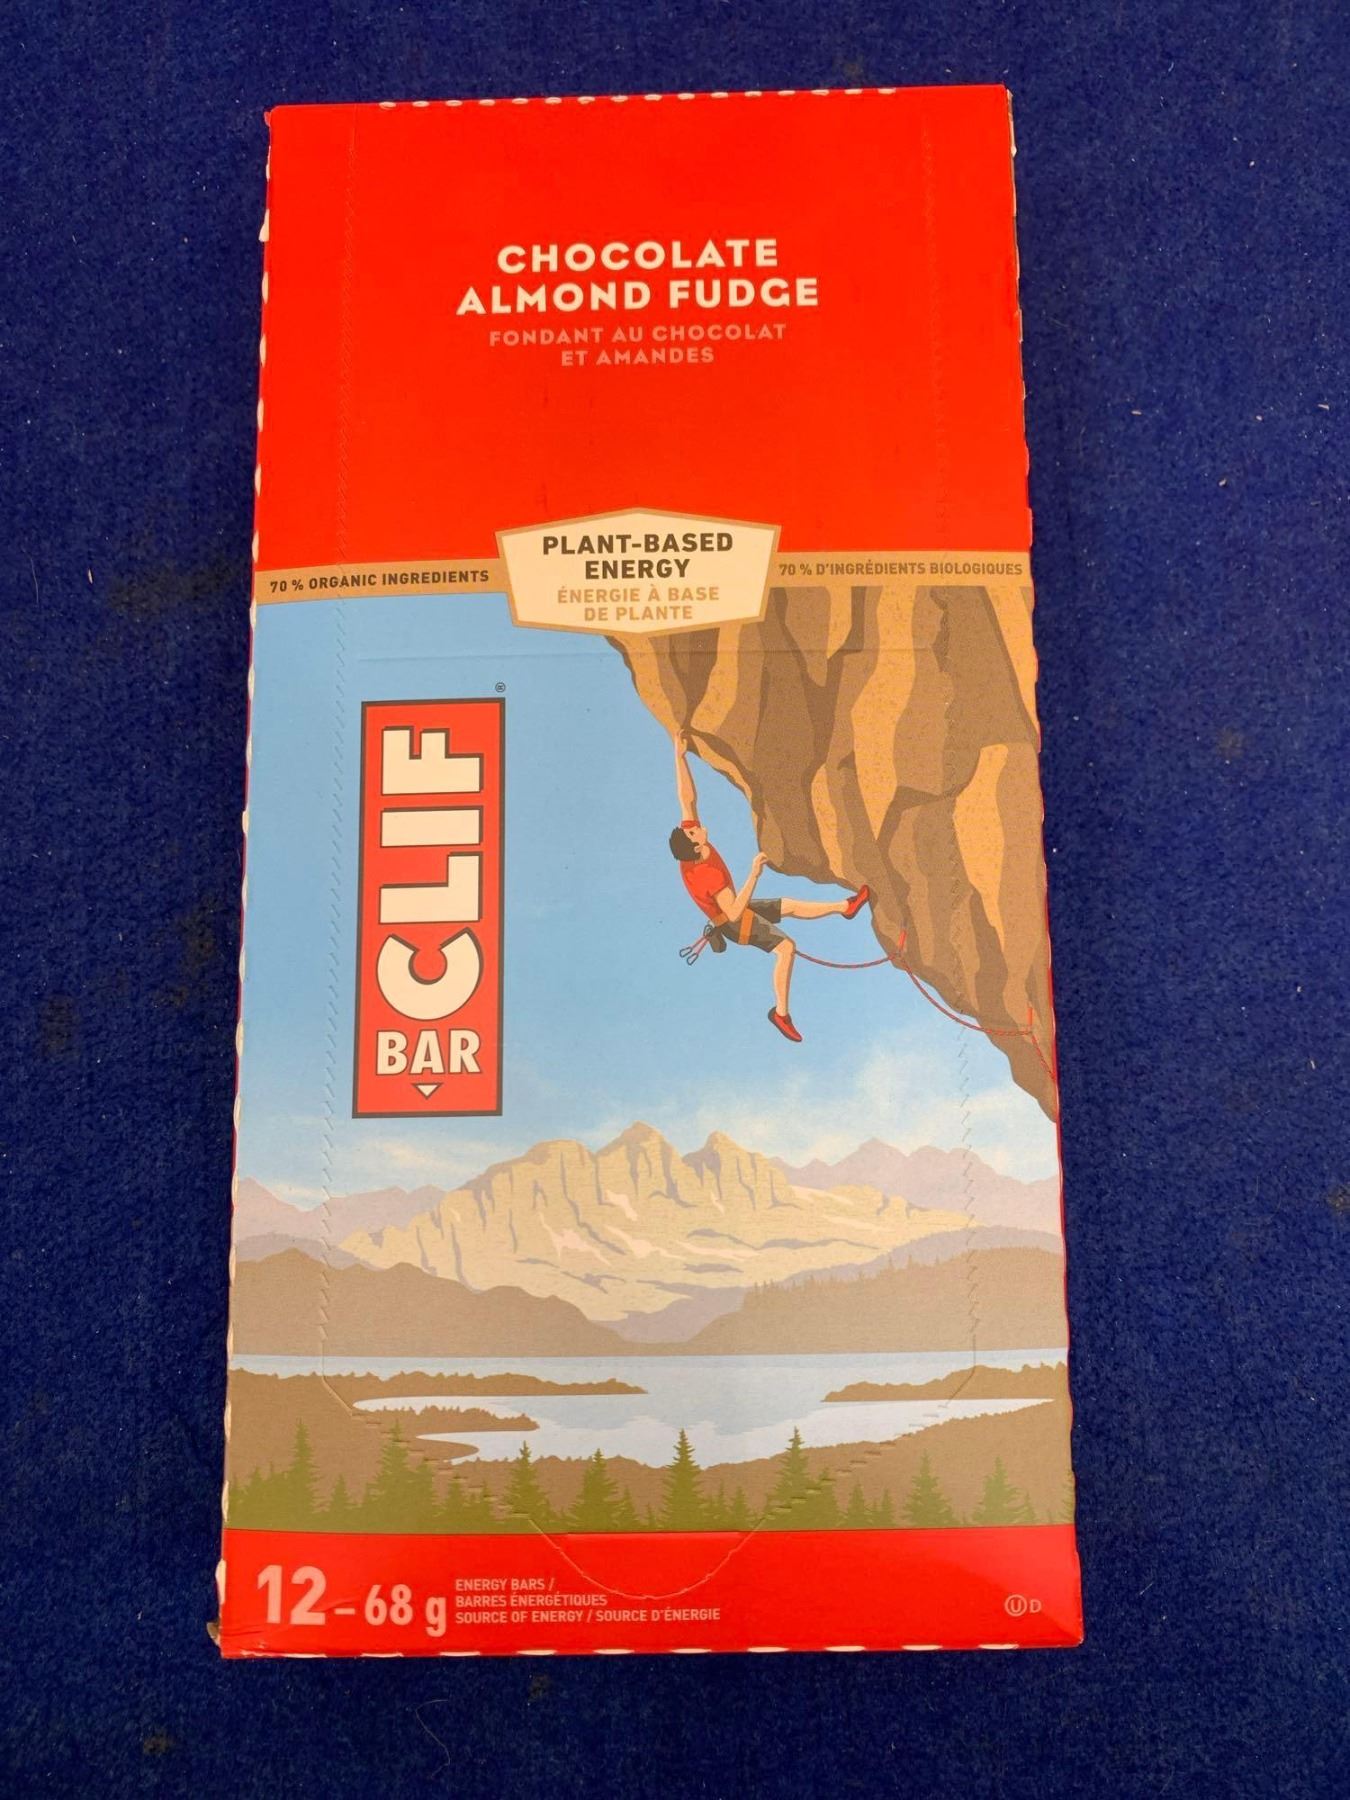 CHOCOLATE
ALMOND FUDGE
FONDANT AU CHOCOLAT
ET AMANDES
70 % ORGANIC INGREDIENTS
PLANT-BASED
ENERGY
ÉNERGIE À BASE
DE PLANTE
70 % D'INGRÉDIENTS BIOLOGIQUES
CLIF®
BAR
12-68 g
ENERGY BARS /
BARRES ÉNERGÉTIQUES
SOURCE OF ENERGY / SOURCE D'ÉNERGIE
U D